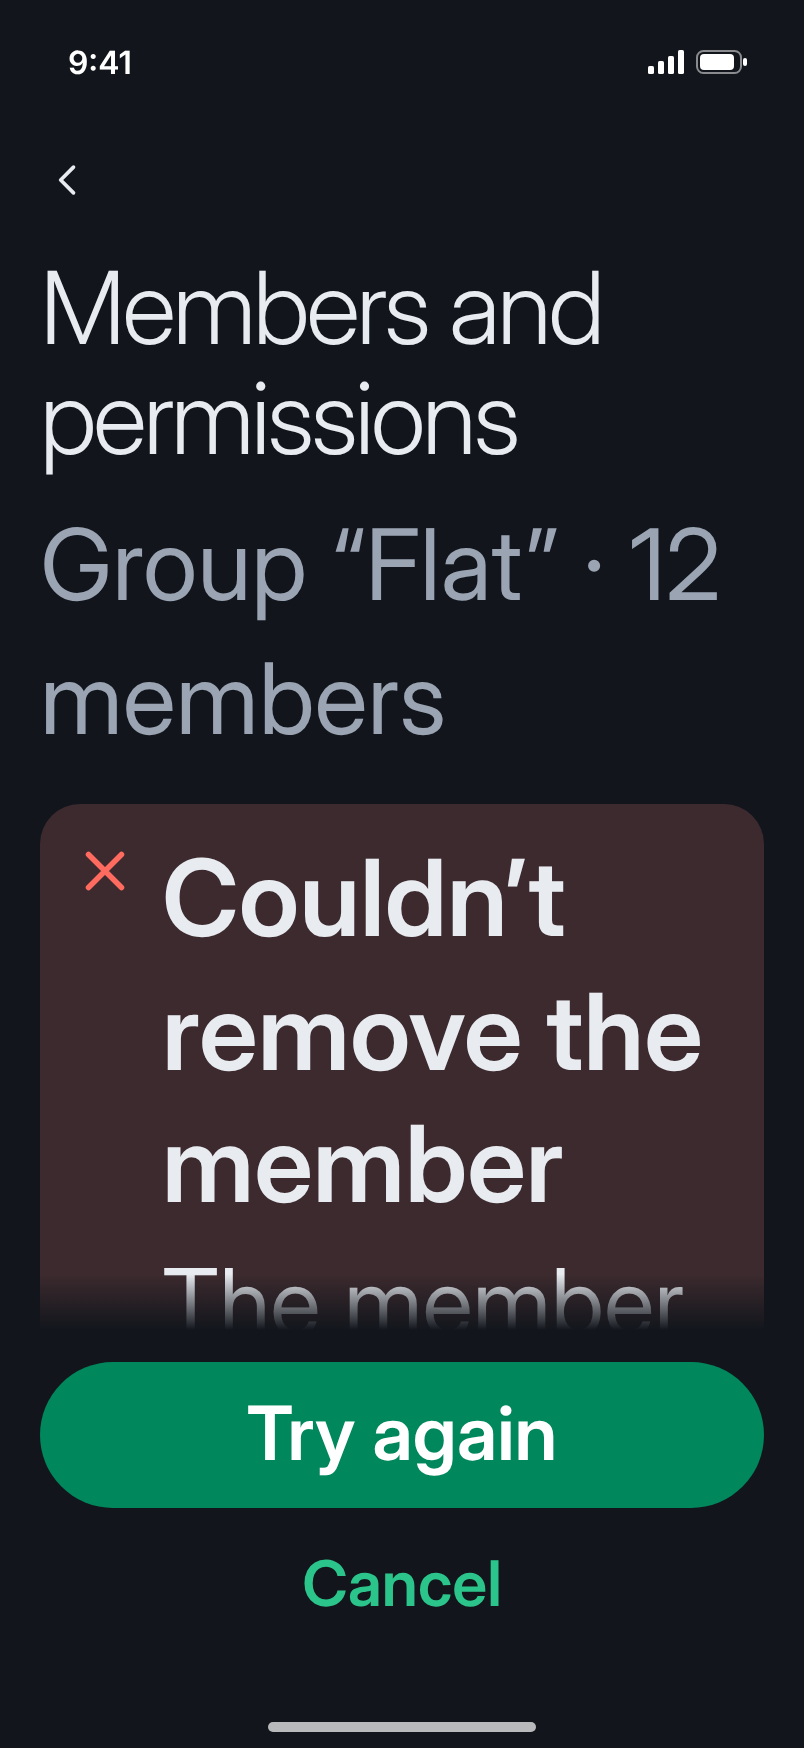 9:41
Members and
permissions
Group “Flat” · 12
members
Couldn’t
remove the
member
The member
Try again
Cancel